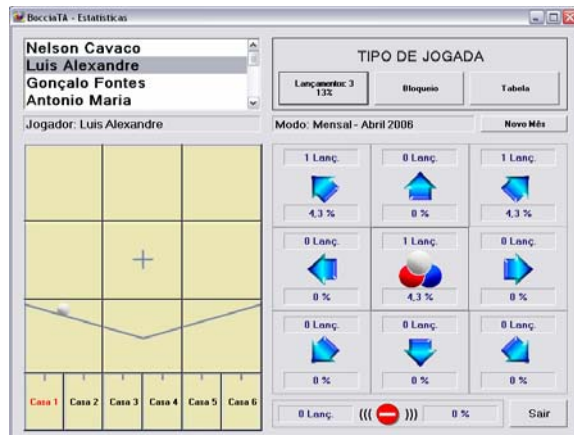 BocciaTA - Estatísticas
Nelson Cavaco
Luis Alexandre
Gonçalo Fontes
Antonio Maria
Jogador: Luis Alexandre
TIPO DE JOGADA
Lançamentos: 3
13%
Bloqueio
Tabela
Modo: Mensal - Abril 2006
Novo Mês
1 Lanç.
0 Lanç.
1 Lanç.
4,3 %
0 %
4,3 %
0 Lanç.
1 Lanç.
0 Lanç.
0 %
4,3 %
0 %
0 Lanç.
0 Lanç.
0 Lanç.
0 %
0 %
0 %
Casa 1
Casa 2
Casa 3
Casa 4
Casa 5
Casa 6
0 Lanç.
(((
)))
0 %
Sair